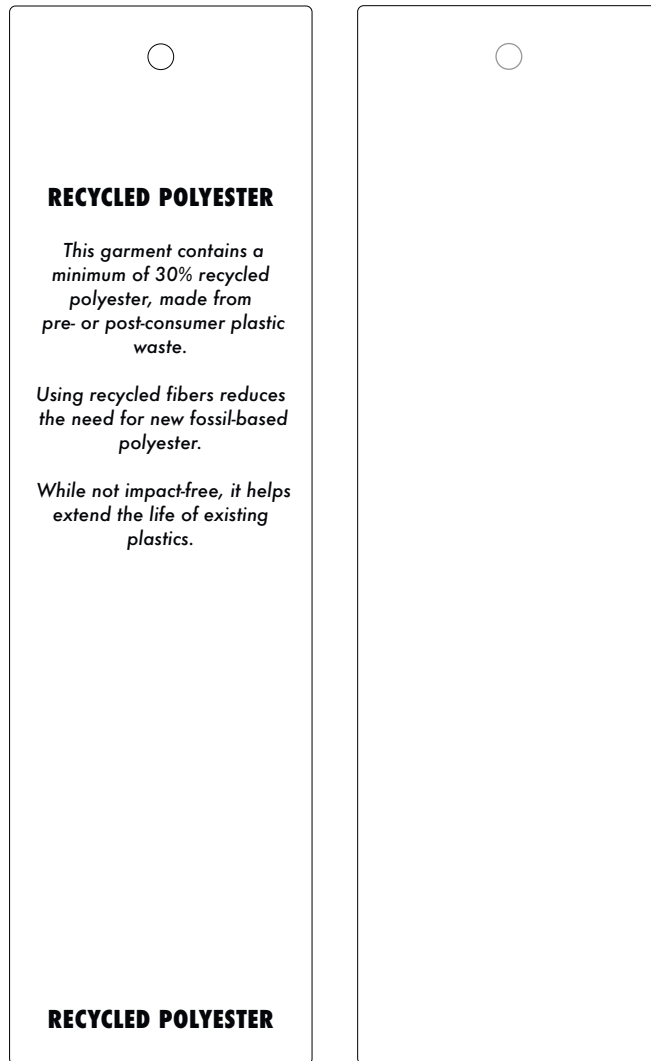 RECYCLED POLYESTER
This garment contains a
minimum of 30% recycled
polyester, made from
pre- or post-consumer plastic
waste.
Using recycled fibers reduces
the need for new fossil-based
polyester.
While not impact-free, it helps
extend the life of existing
plastics.
RECYCLED POLYESTER